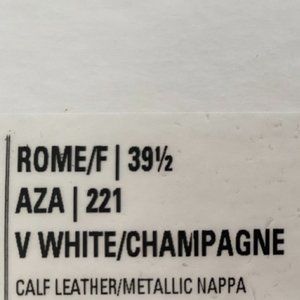 ROME/F | 39½
AZA | 221
V WHITE/CHAMPAGNE
CALF LEATHER/METALLIC NAPPA